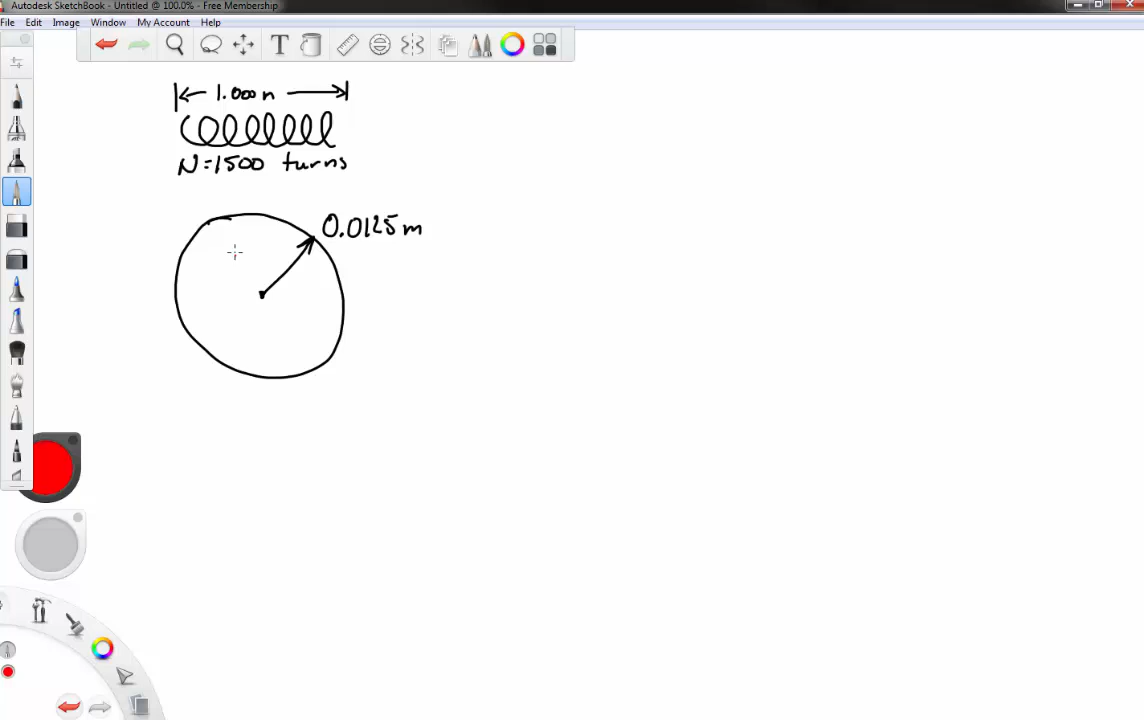 Autodesk SketchBook - Untitled @ 100.0% - Free Membership
File Edit Image Window My Account Help
T
1.000 m
N=1500 turns
0.0125 m